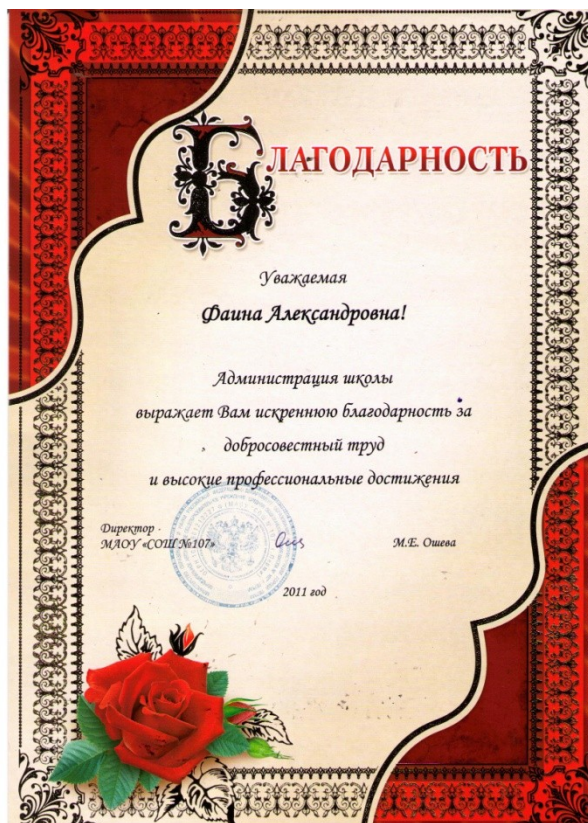 БЛАГОДАРНОСТЬ
Уважаемая
Фаина Александровна!
Администрация школы
выражает Вам искреннюю благодарность за
добросовестный труд
и высокие профессиональные достижения
Директор
МАОУ «СОШ №107» М.Е. Ошева
2011 год